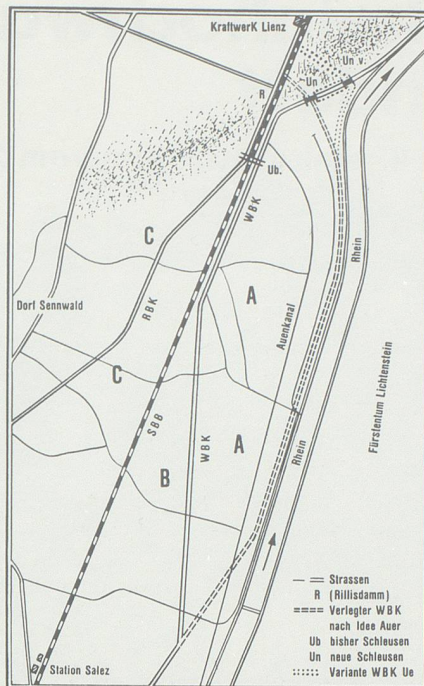 Kraftwerk Lienz
Un v.
Un
R
Ub.
WBK
C
Rhein
Dorf Sennwald
RBK
A
Auenkanal
C
Fürstentum Lichtenstein
SBB
WBK
A
Rhein
B
Strassen
R (Rillisdamm)
Verlegter WBK
nach Idee Auer
Ub bisher Schleusen
Un neue Schleusen
Variante WBK Ue
Station Salez